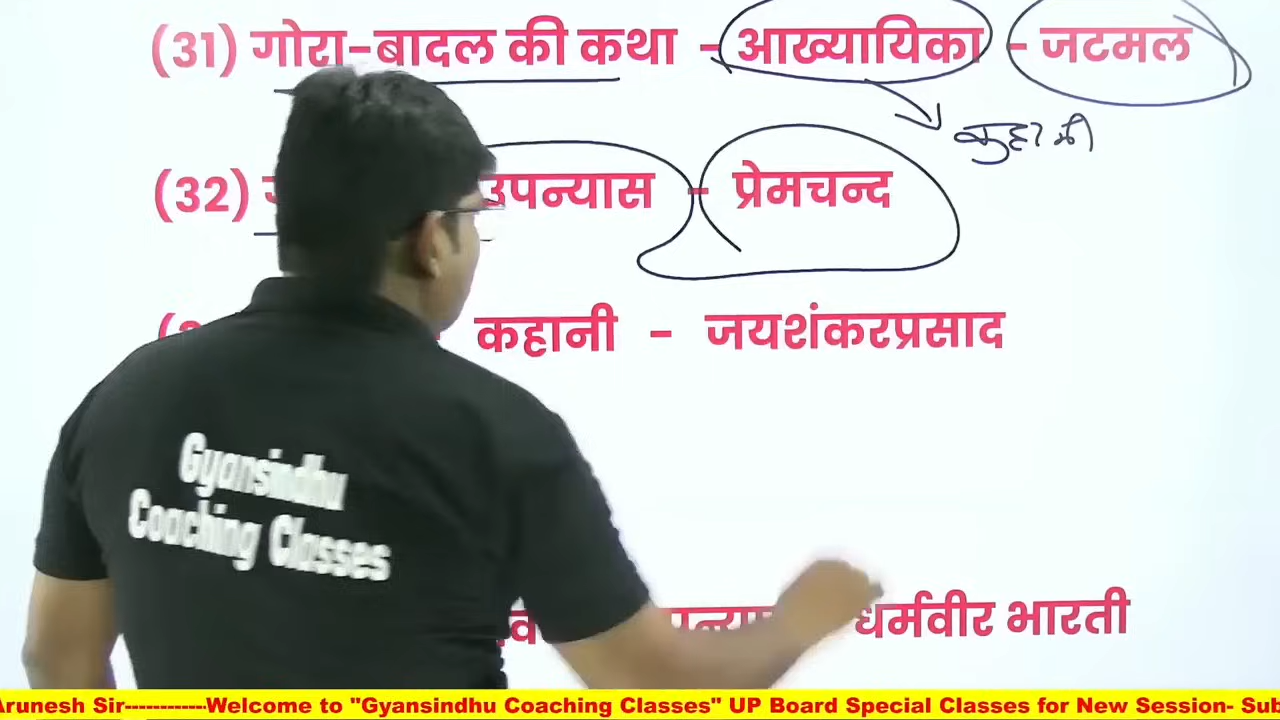 (31) गोरा-बादल की कथा - आख्यायिका - जटमल
कहानी
(32) उपन्यास - प्रेमचन्द
कहानी - जयशंकरप्रसाद
Gyansindhu
Coaching Classes
धर्मवीर भारती
Arunesh Sir-----------Welcome to "Gyansindhu Coaching Classes" UP Board Special Classes for New Session- Sub